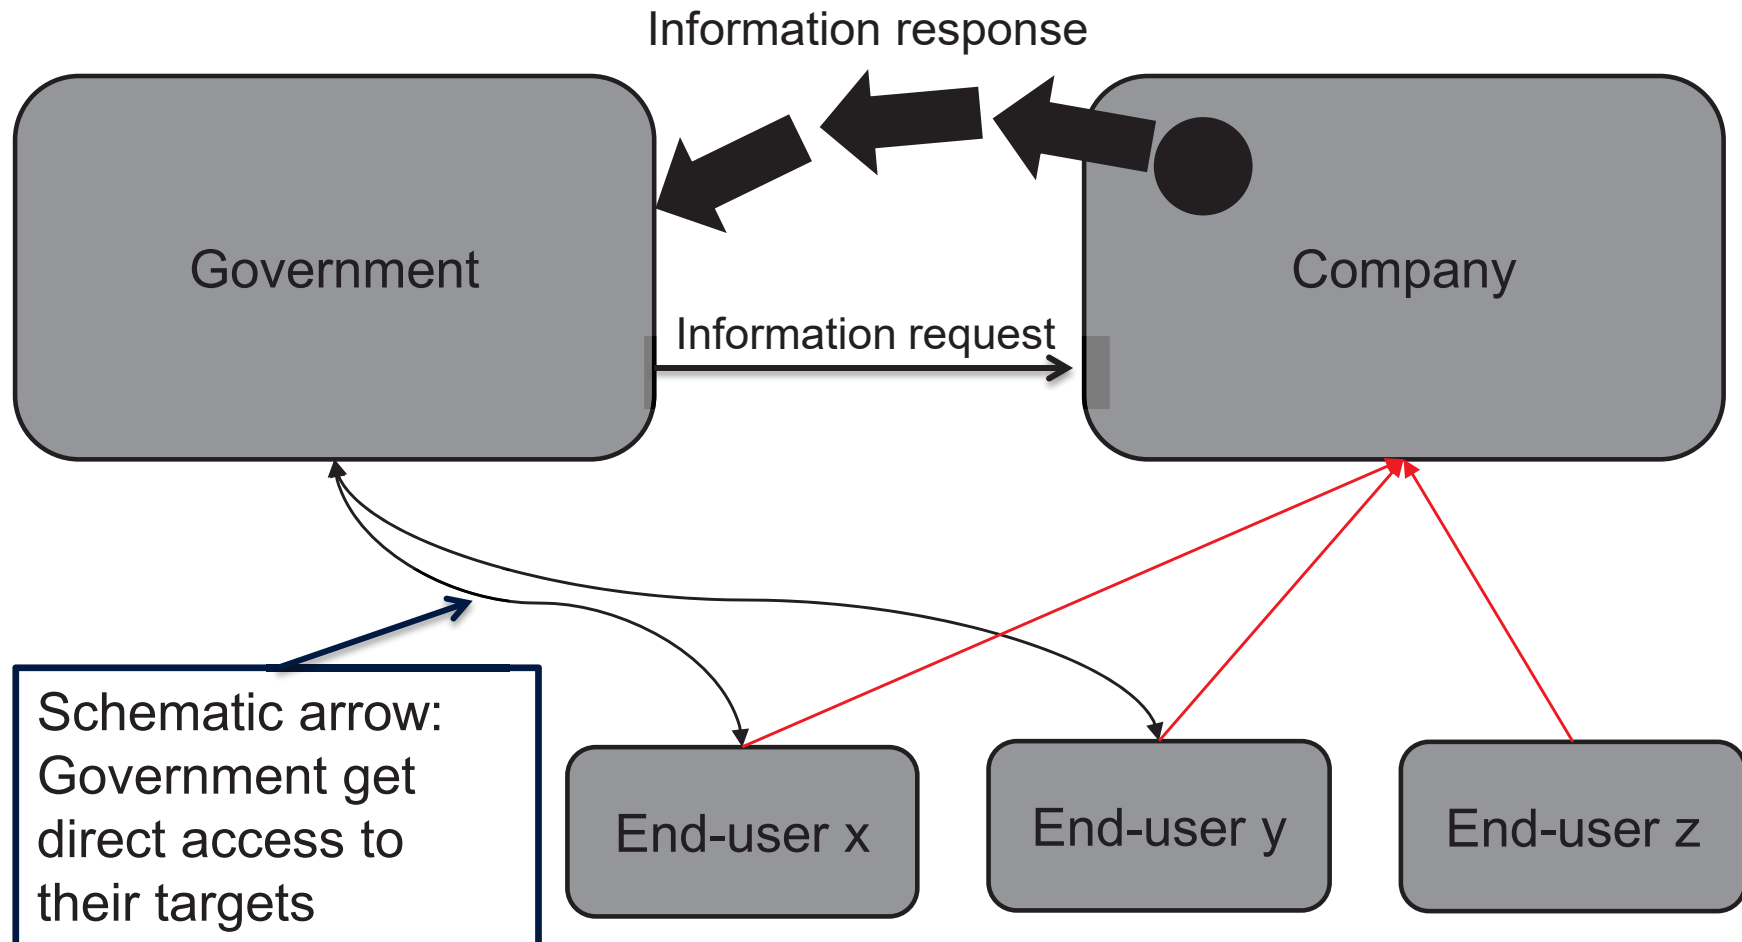 Information response
Government
Company
Information request
Schematic arrow:
Government get
direct access to
their targets
End-user x
End-user y
End-user z